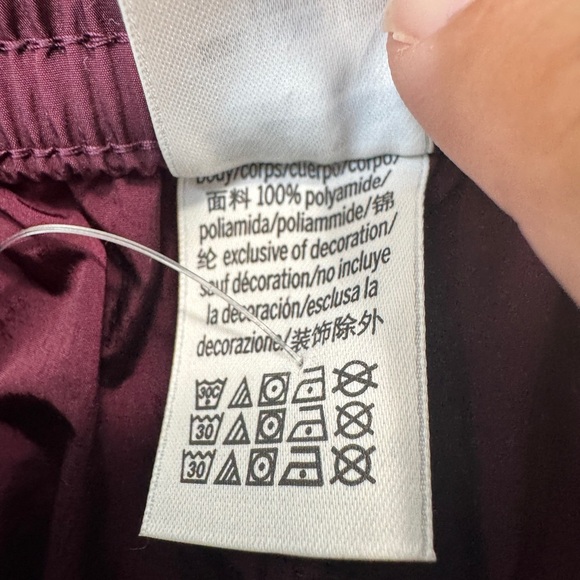 body/corps/cuerpo/corpo/
面料 100% polyamide/
poliamida/poliammide/锦
纶 exclusive of decoration/
sauf décoration/no incluye
la decoración/esclusa la
decorazione/装饰除外
30C
30
30